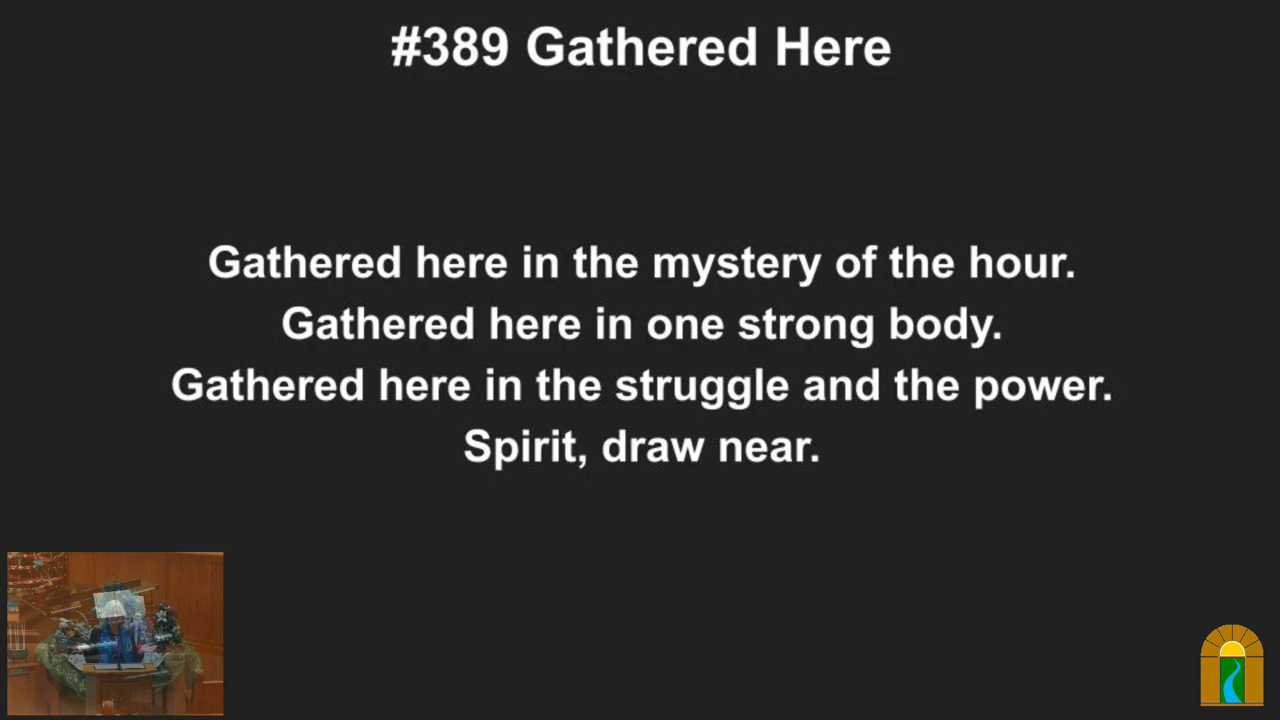 #389 Gathered Here
Gathered here in the mystery of the hour.
Gathered here in one strong body.
Gathered here in the struggle and the power.
Spirit, draw near.